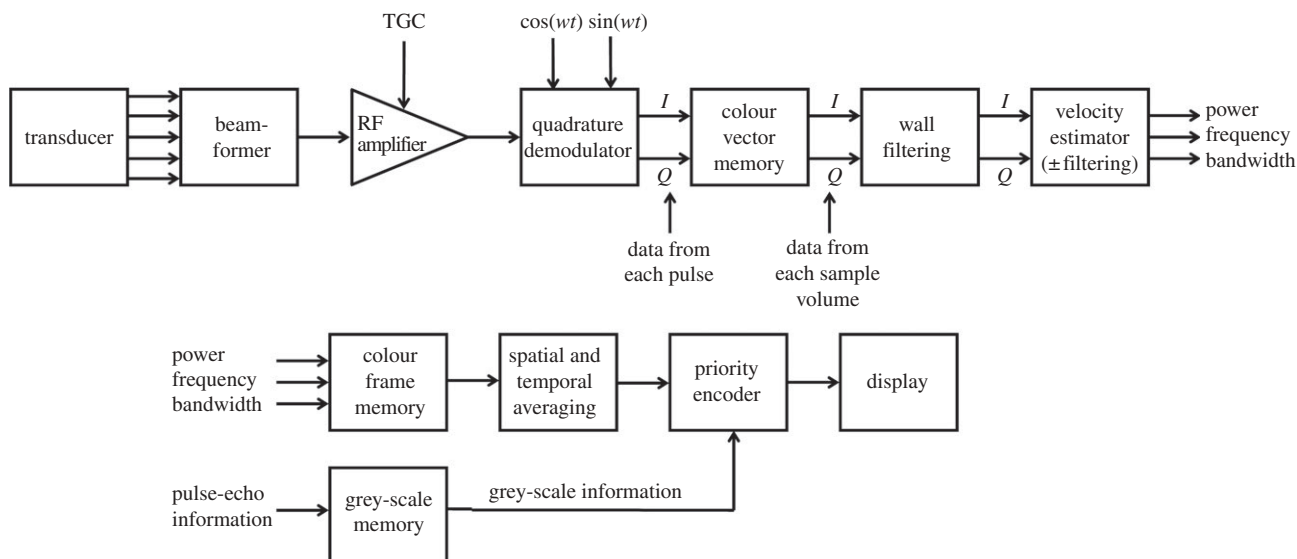 TGC
cos(wt) sin(wt)
transducer
beam-
former
RF
amplifier
quadrature
demodulator
I
Q
colour
vector
memory
I
Q
wall
filtering
I
Q
velocity
estimator
(±filtering)
power
frequency
bandwidth
data from
each pulse
data from
each sample
volume
power
frequency
bandwidth
colour
frame
memory
spatial and
temporal
averaging
priority
encoder
display
pulse-echo
information
grey-scale
memory
grey-scale information